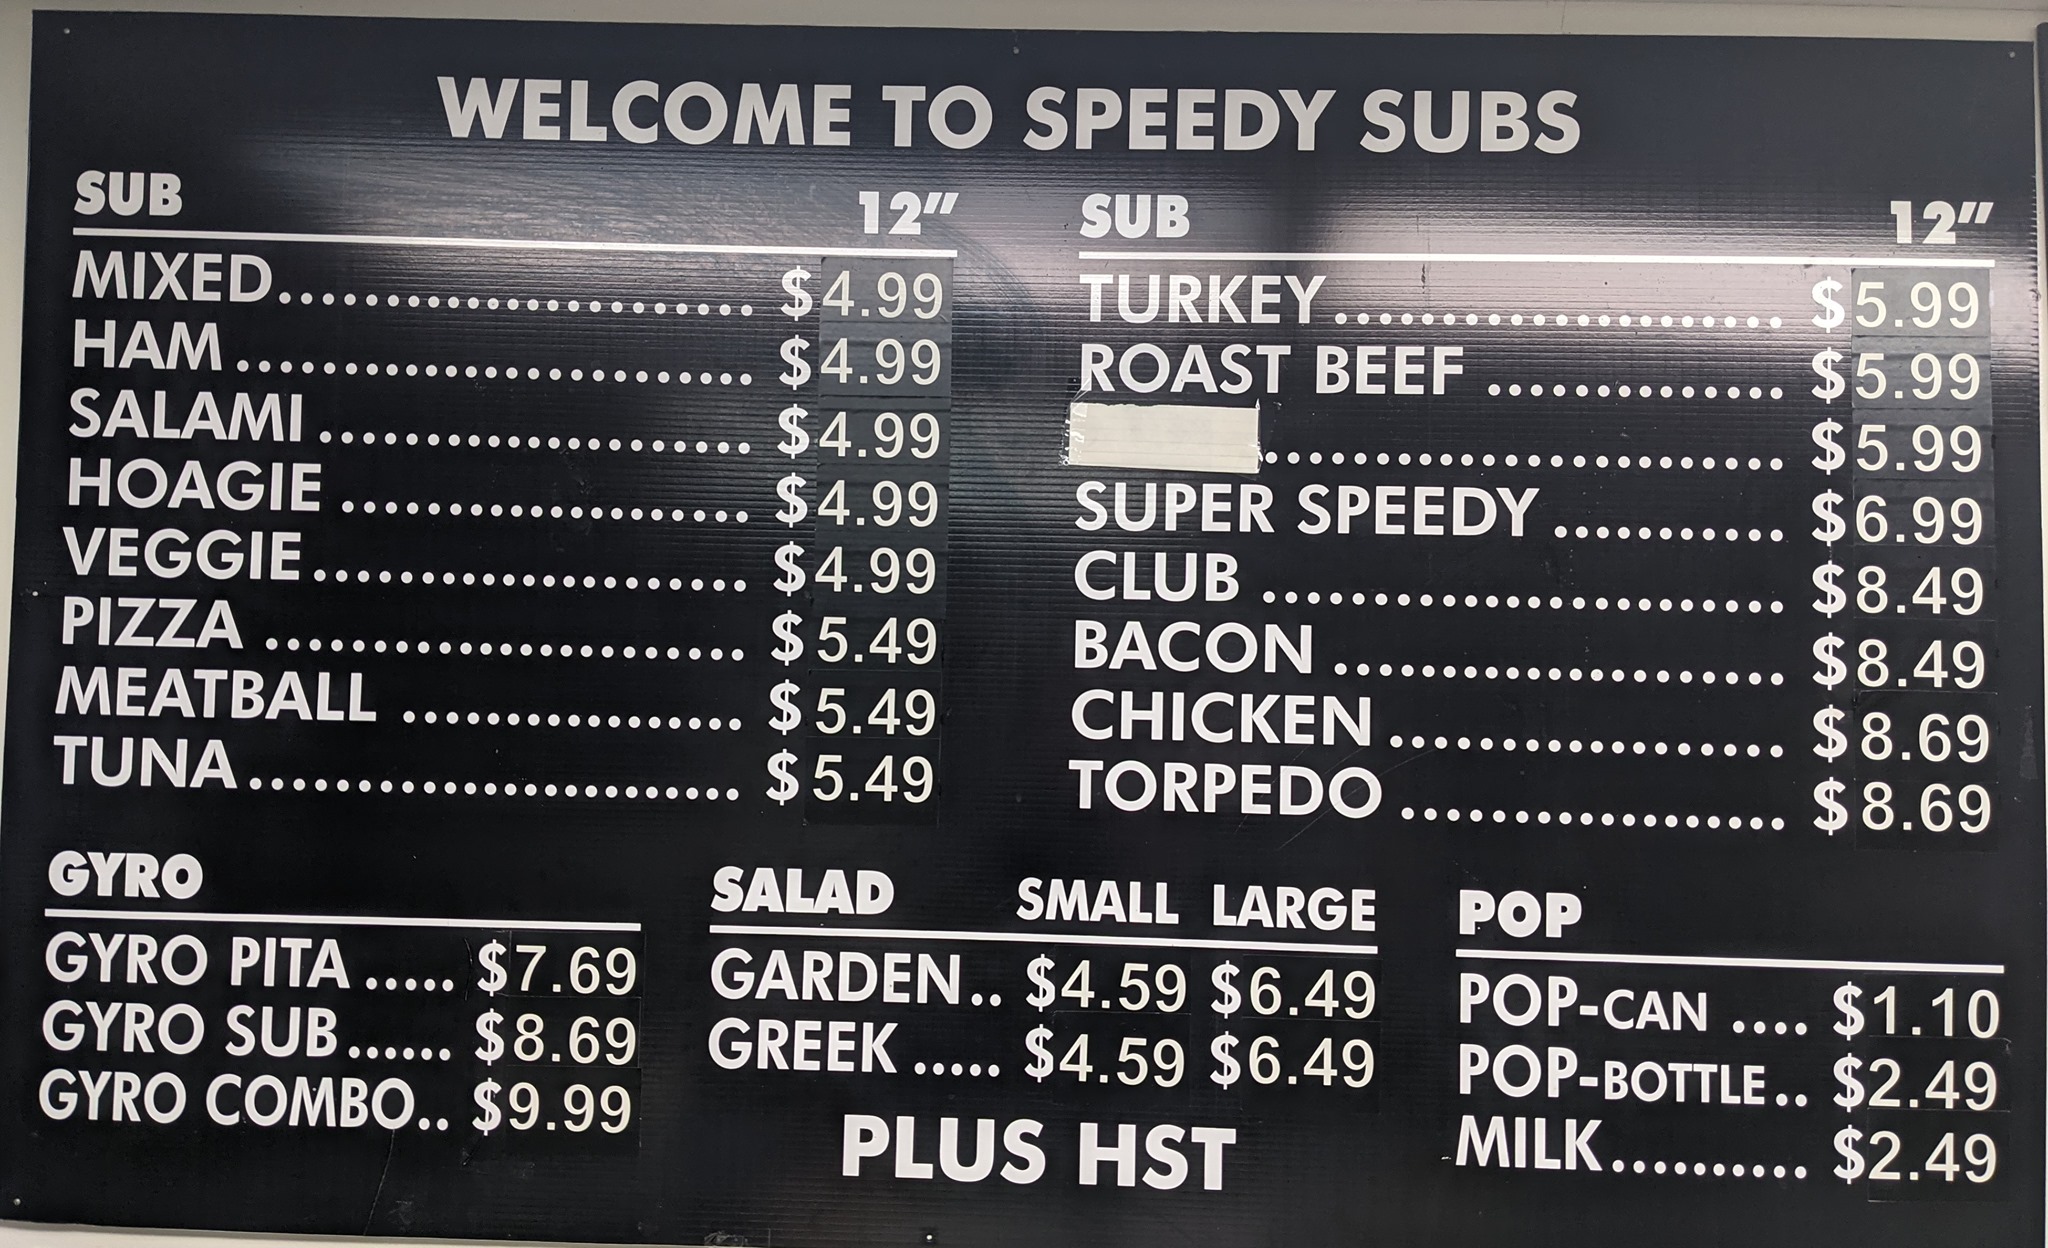 WELCOME TO SPEEDY SUBS
SUB 12"
MIXED....................... $4.99
HAM ........................ $4.99
SALAMI .................... $4.99
HOAGIE ................... $4.99
VEGGIE .................... $4.99
PIZZA ...................... $5.49
MEATBALL ................ $5.49
TUNA ....................... $5.49
SUB 12"
TURKEY ..................... $5.99
ROAST BEEF .............. $5.99
......................... $5.99
SUPER SPEEDY ........... $6.99
CLUB ........................ $8.49
BACON ..................... $8.49
CHICKEN .................. $8.69
TORPEDO .................. $8.69
GYRO
GYRO PITA ..... $7.69
GYRO SUB ...... $8.69
GYRO COMBO.. $9.99
SALAD SMALL LARGE
GARDEN.. $4.59 $6.49
GREEK ..... $4.59 $6.49
PLUS HST
POP
POP-CAN .... $1.10
POP-BOTTLE.. $2.49
MILK.......... $2.49